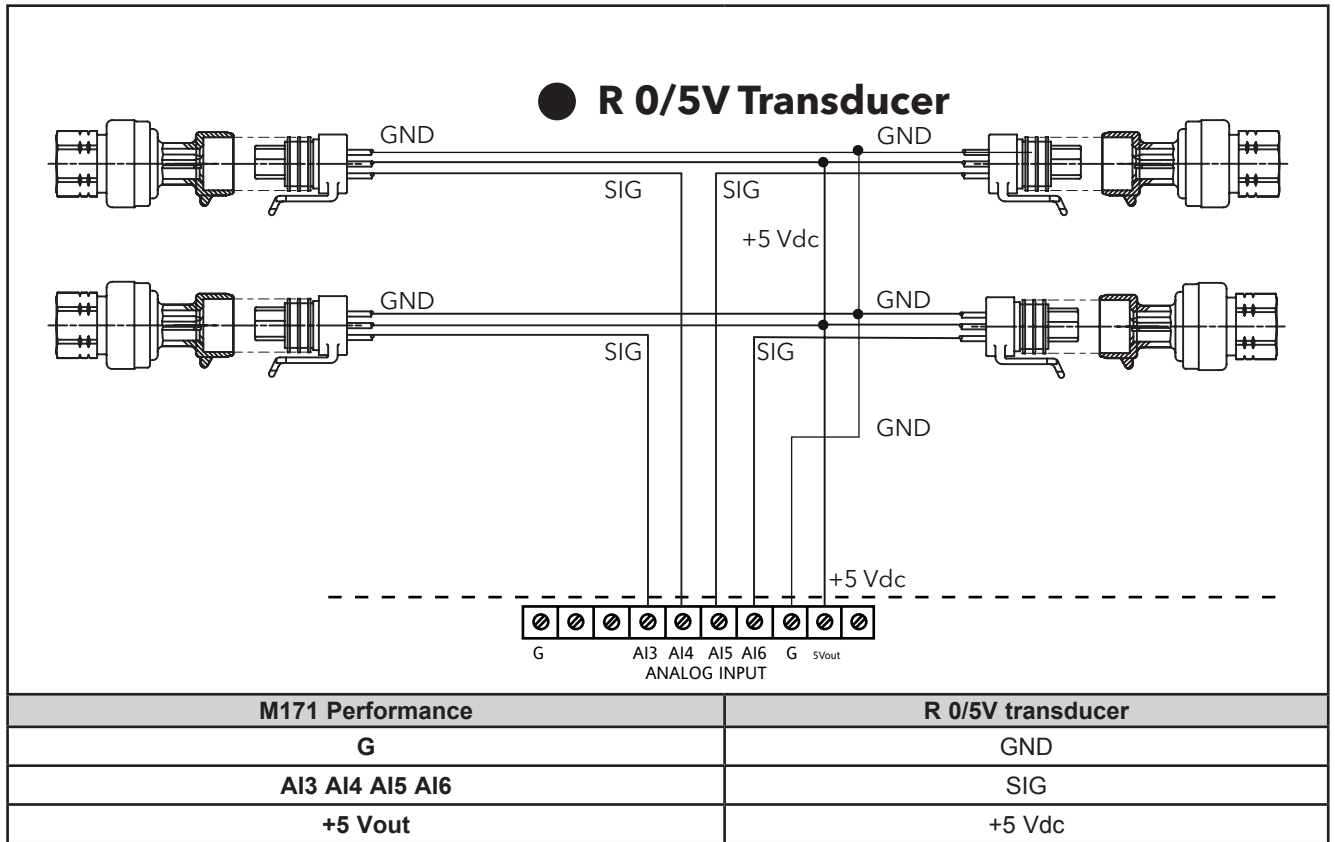 R 0/5V Transducer
GND
GND
SIG
SIG
+5 Vdc
GND
GND
SIG
SIG
GND
+5 Vdc
G AI3 AI4 AI5 AI6 G 5Vout
ANALOG INPUT
M171 Performance R 0/5V transducer
G GND
AI3 AI4 AI5 AI6 SIG
+5 Vout +5 Vdc